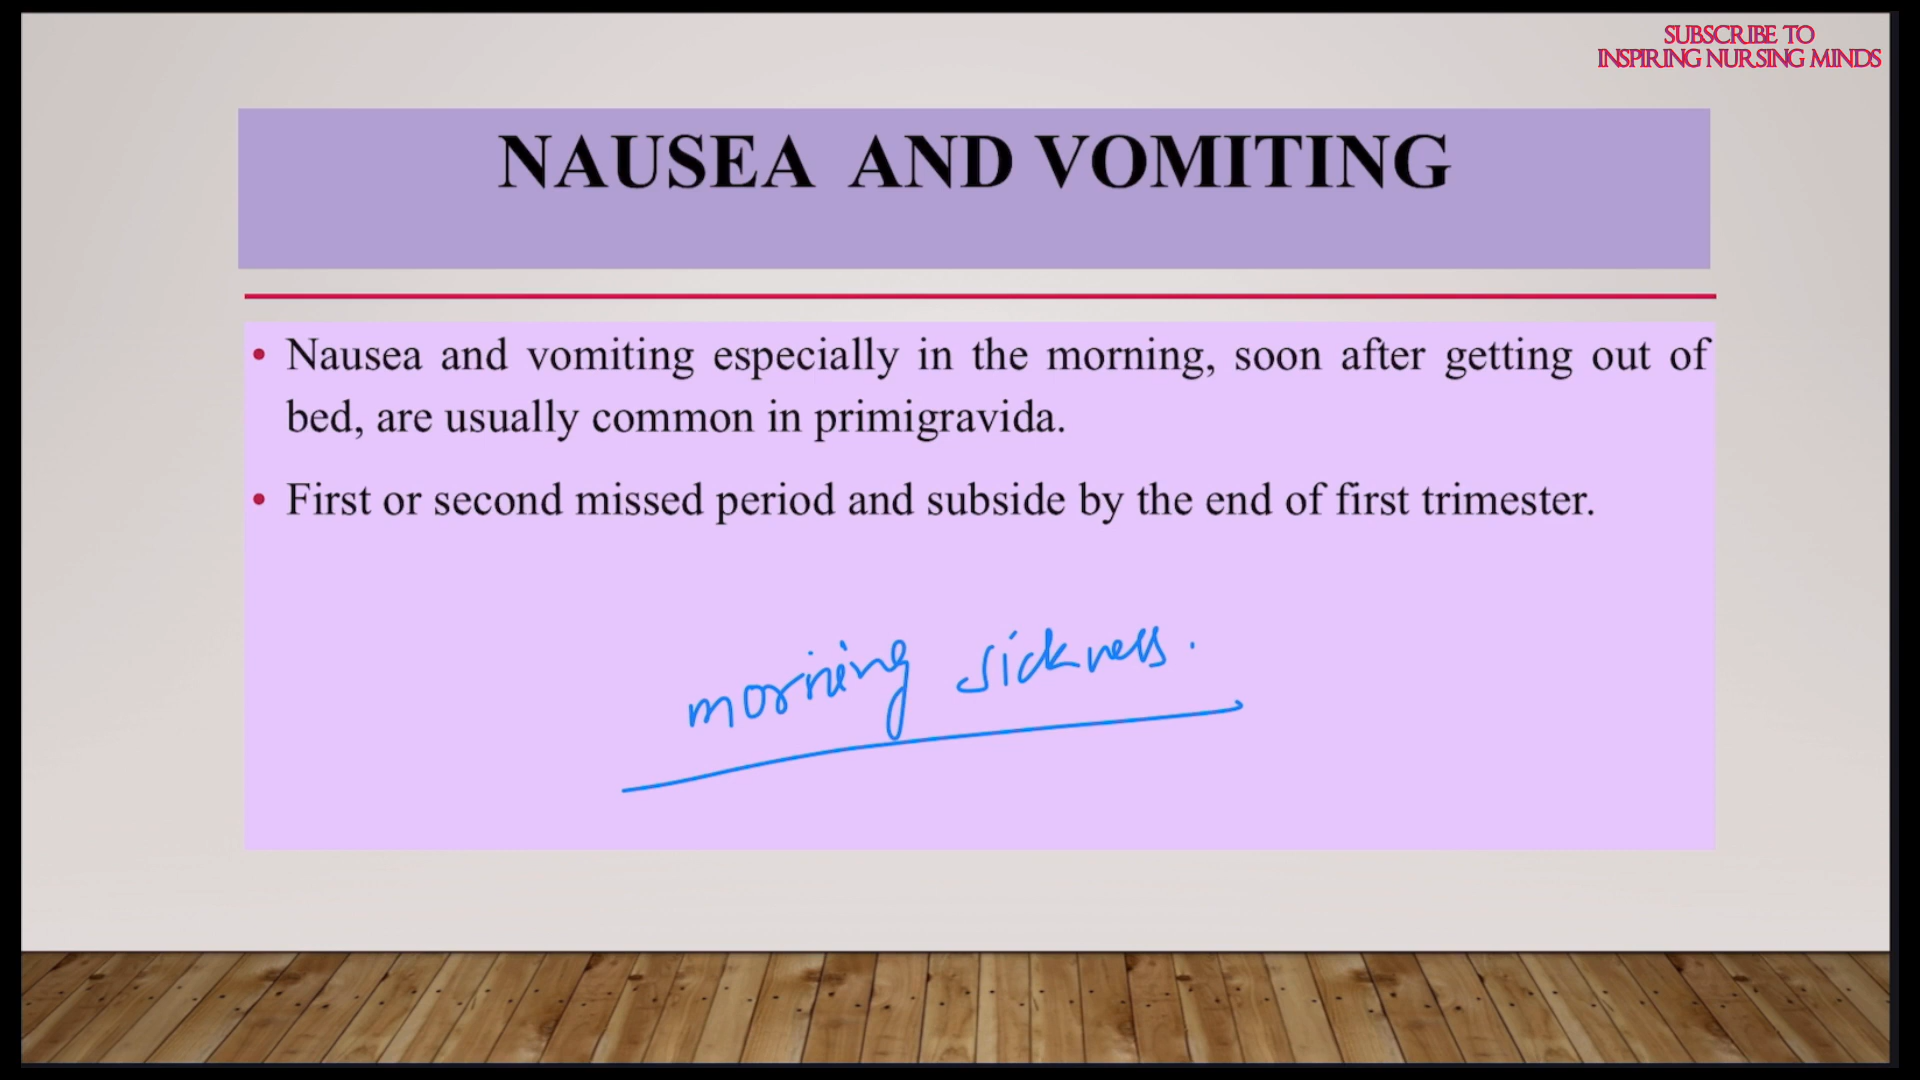 SUBSCRIBE TO
INSPIRING NURSING MINDS
NAUSEA AND VOMITING
• Nausea and vomiting especially in the morning, soon after getting out of
bed, are usually common in primigravida.
• First or second missed period and subside by the end of first trimester.
morning sickness.